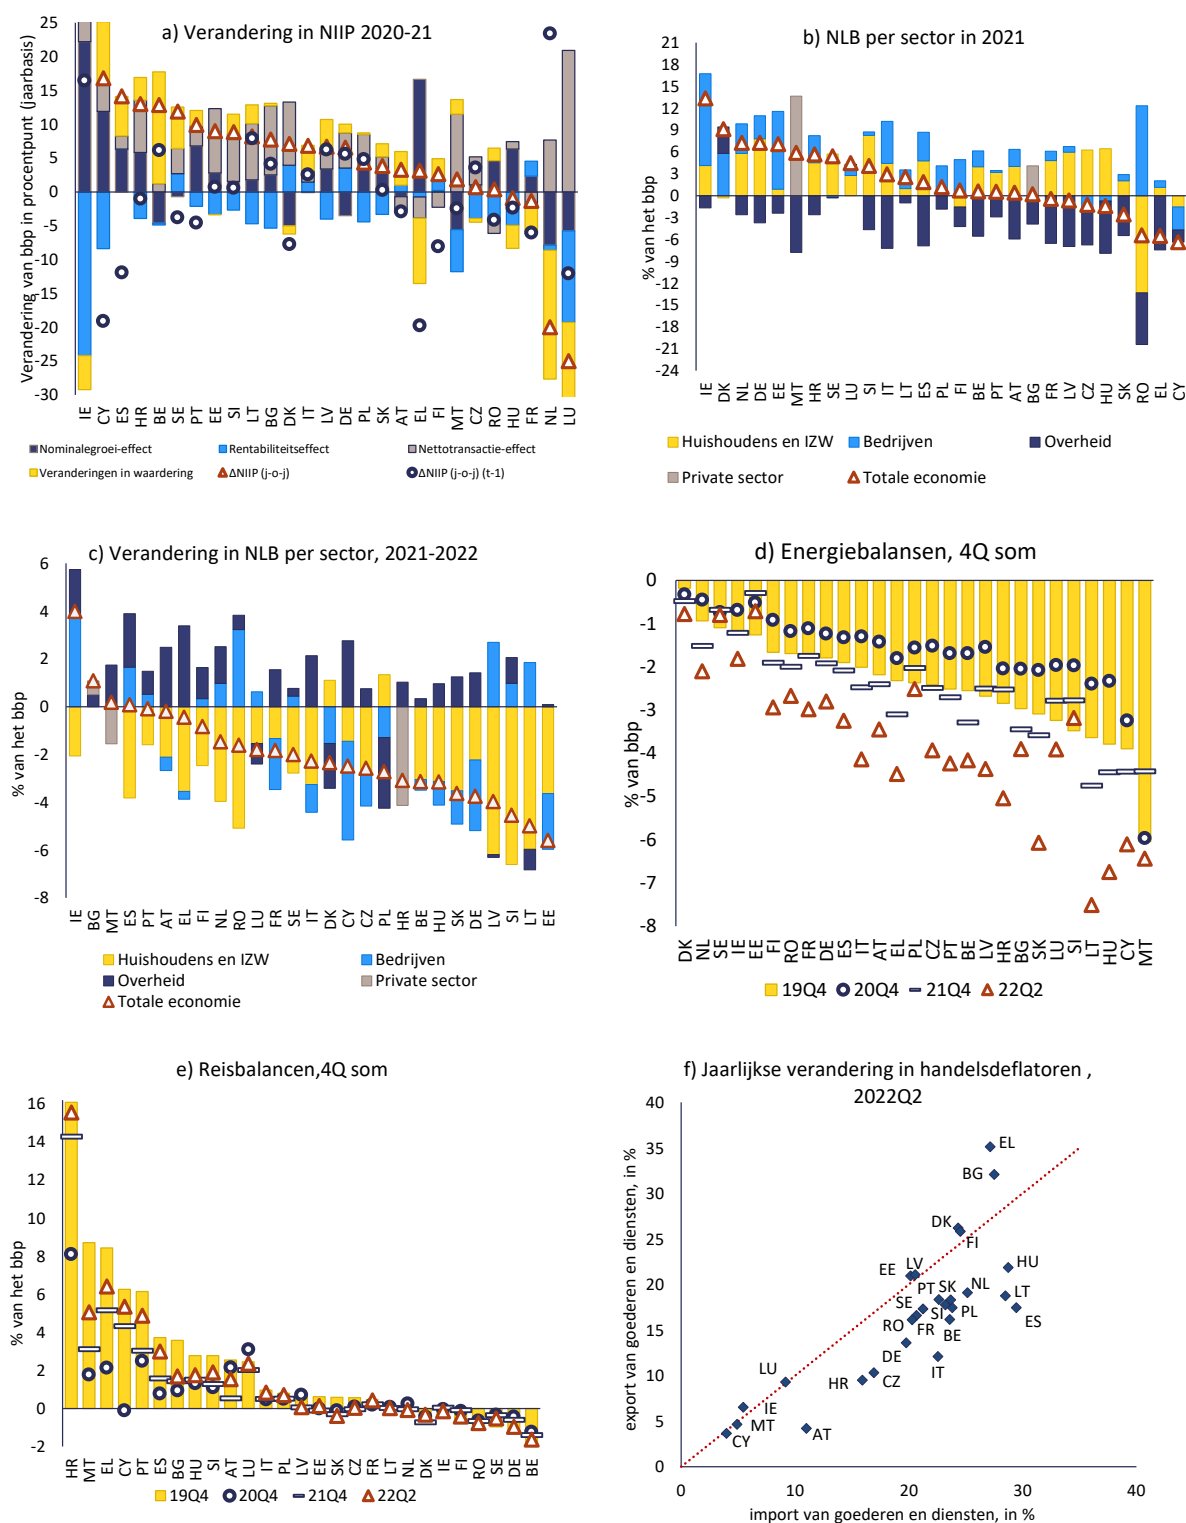 a) Verandering in NIIP 2020-21
Verandering van bbp in procentpunt (jaarbasis)
25
20
15
10
5
0
-5
-10
-15
-20
-25
-30
IE CY ES HR BE SE PT EE SI LT BG DK IT LV DE PL SK AT EL FI MT CZ RO HU FR NL LU
Nominalegroei-effect Rentabiliteitseffect Nettotransactie-effect
Veranderingen in waardering ΔNIIP (j-o-j) ΔNIIP (j-o-j) (t-1)
b) NLB per sector in 2021
% van het bbp
21
18
15
12
9
6
3
0
-3
-6
-9
-12
-15
-18
-21
-24
IE DK NL DE EE MT HR SE LU SI IT LT ES PL FI BE PT AT BG FR LV CZ HU SK RO EL CY
Huishoudens en IZW Bedrijven Overheid
Private sector Totale economie
c) Verandering in NLB per sector, 2021-2022
% van het bbp
6
4
2
0
-2
-4
-6
-8
IE BG MT ES PT AT EL FI NL RO LU FR SE IT DK CY CZ PL HR BE HU SK DE LV SI LT EE
Huishoudens en IZW Bedrijven
Overheid Private sector
Totale economie
d) Energiebalansen, 4Q som
% van bbp
0
-1
-2
-3
-4
-5
-6
-7
-8
DK NL SE IE EE FI RO FR DE ES IT AT EL PL CZ PT BE LV HR BG SK LU SI LT HU CY MT
19Q4 20Q4 21Q4 22Q2
e) Reisbalancen,4Q som
% van het bbp
16
14
12
10
8
6
4
2
0
-2
HR MT EL CY PT ES BG HU SI AT LU IT PL LV EE SK CZ FR LT NL DK IE FI RO SE DE BE
19Q4 20Q4 21Q4 22Q2
f) Jaarlijkse verandering in handelsdeflatoren ,
2022Q2
export van goederen en diensten, in %
40
35
30
25
20
15
10
5
0
EL
BG
DK
FI
HU
EE LV
PT SK NL LT
SE SI PL ES
RO FR BE
DE IT
LU HR CZ
IE
MT AT
CY
0 10 20 30 40
import van goederen en diensten, in %